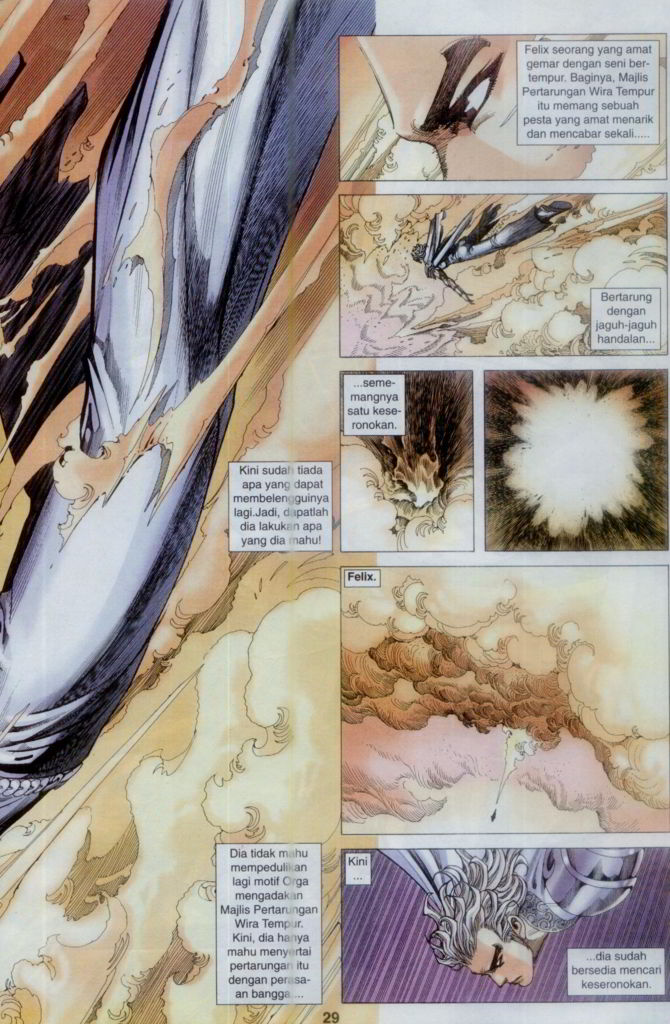 Felix seorang yang amat
gemar dengan seni ber-
tempur. Baginya, Majlis
Pertarungan Wira Tempur
itu memang sebuah
pesta yang amat menarik
dan mencabar sekali.....
Bertarung
dengan
jaguh-jaguh
handalan...
...seme-
mangnya
satu kese-
ronokan.
Kini sudah tiada
apa yang dapat
membelengguinya
lagi.Jadi, dapatlah
dia lakukan apa
yang dia mahu!
Felix.
Dia tidak mahu
mempedulikan
lagi motif Orga
mengadakan
Majlis Pertarungan
Wira Tempur.
Kini, dia hanya
mahu menyertai
pertarungan itu
dengan perasa-
an bangga....
Kini
...
...dia sudah
bersedia mencari
keseronokan.
29